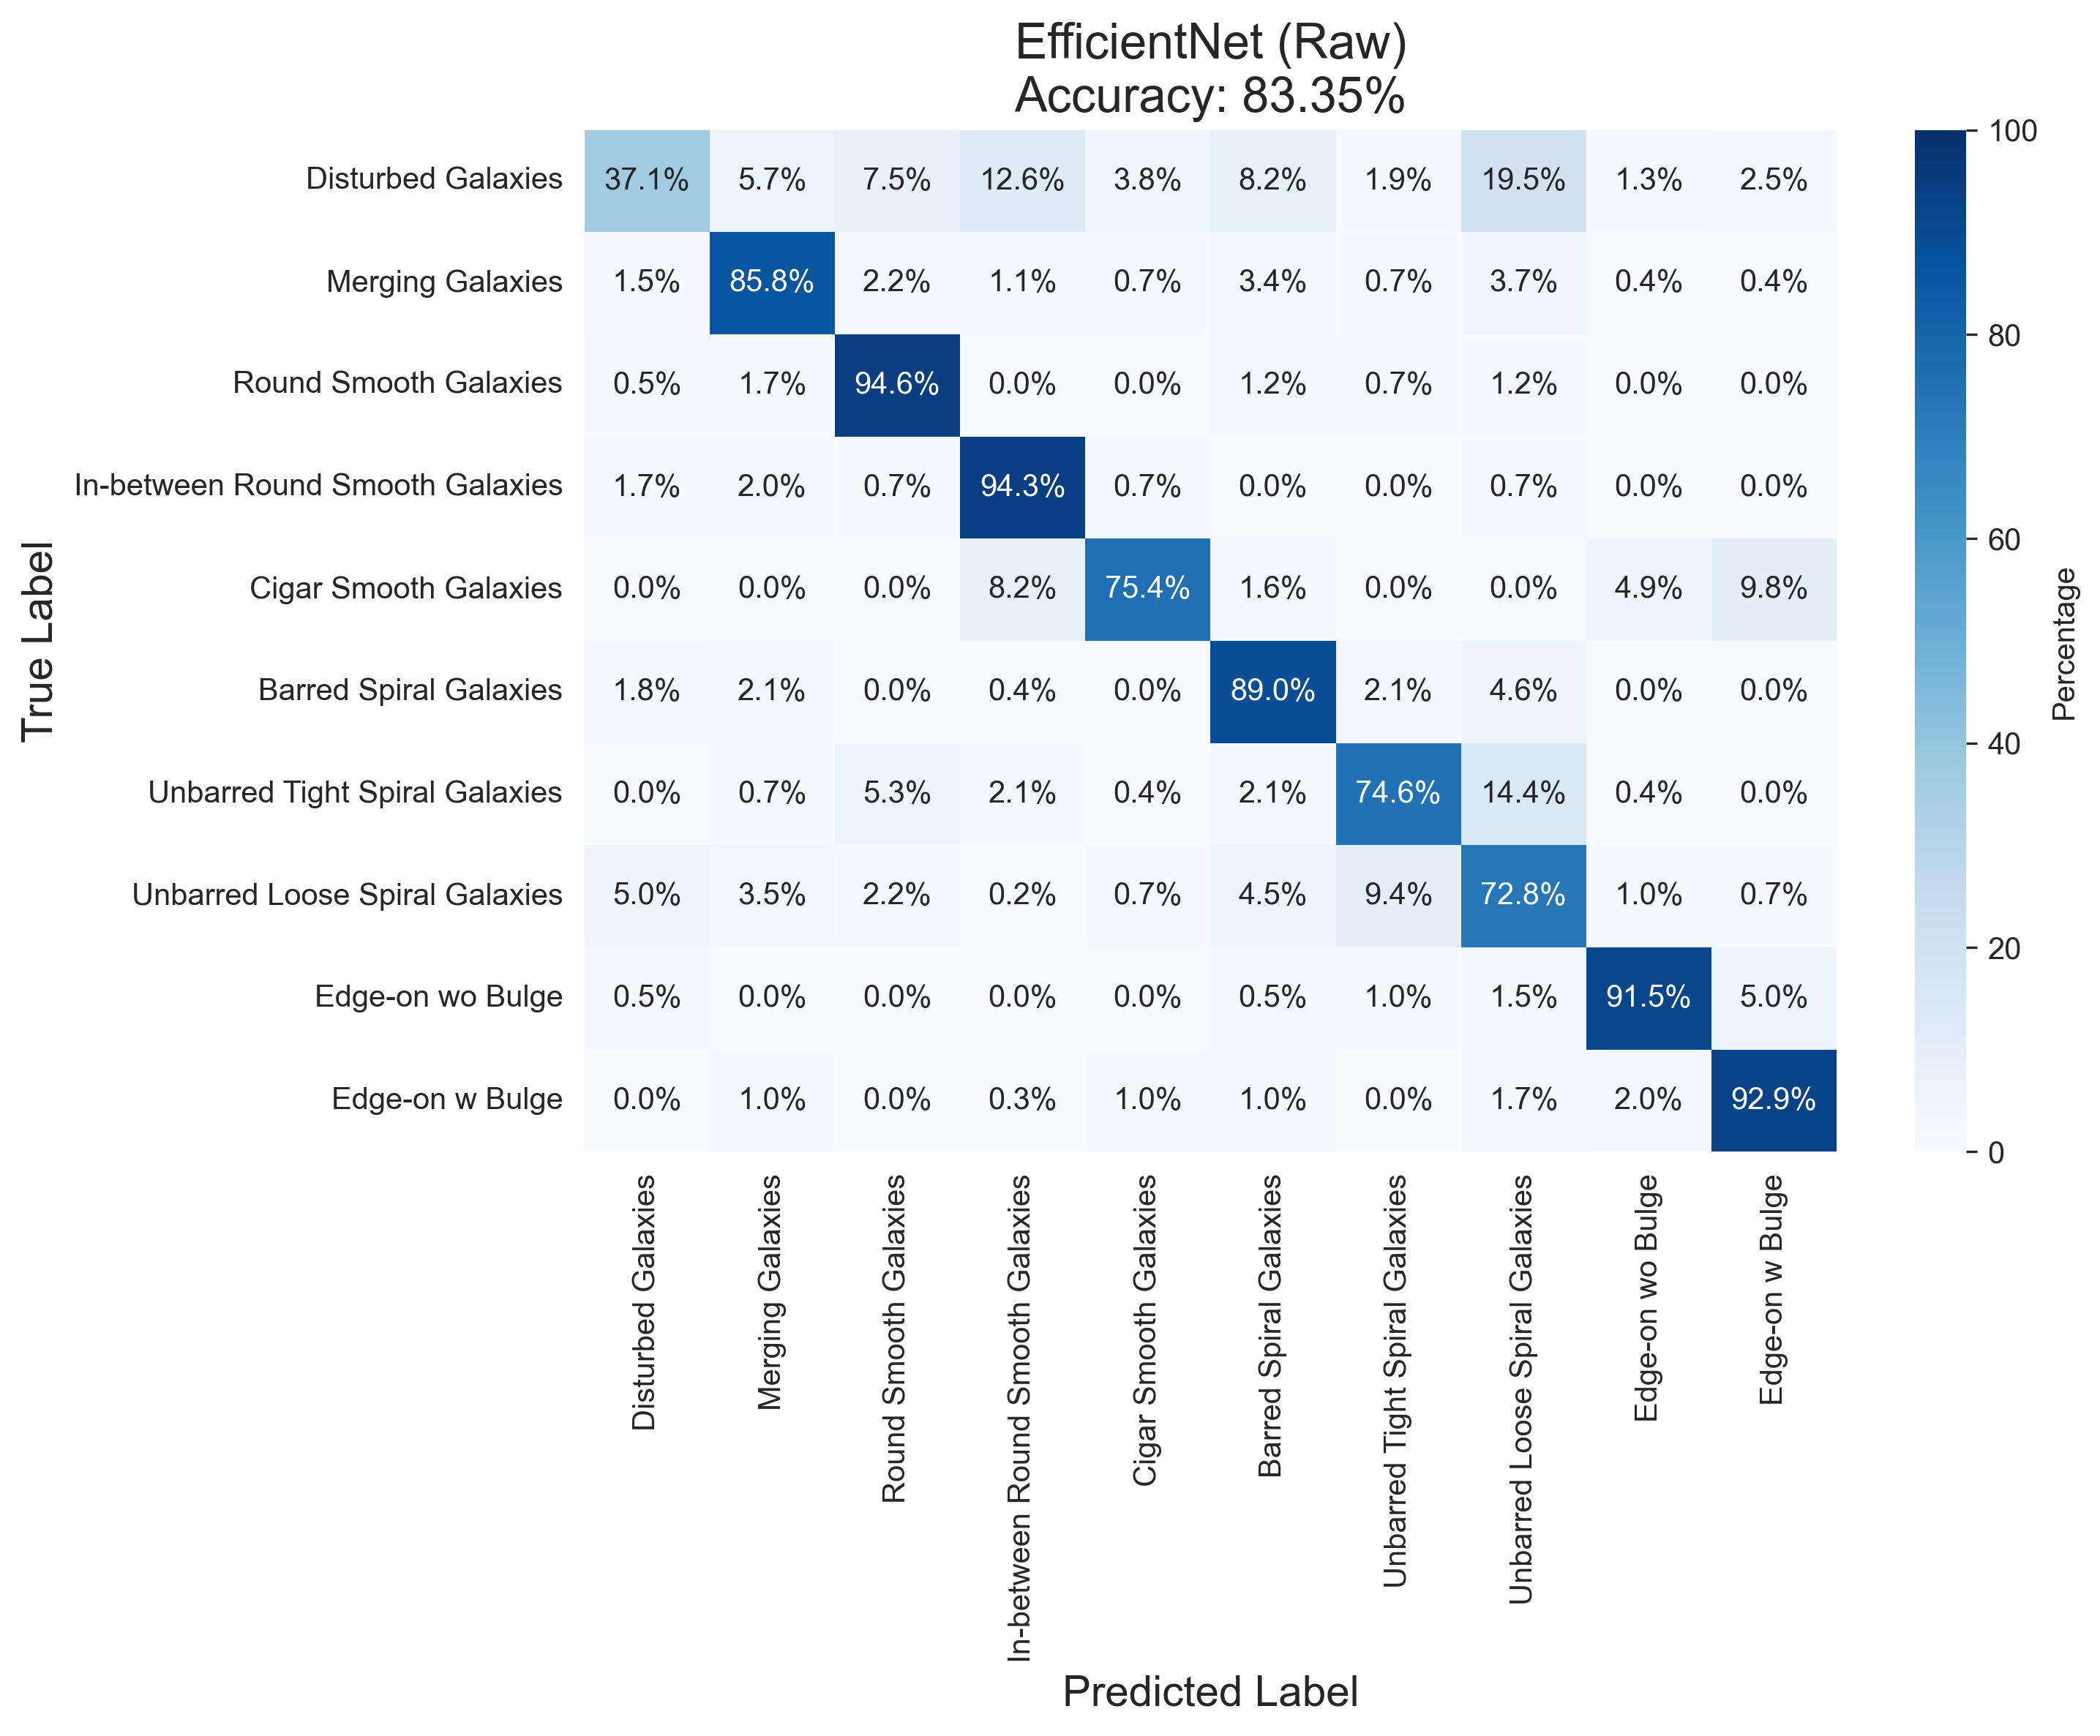 EfficientNet (Raw)
Accuracy: 83.35%
True Label
Disturbed Galaxies 37.1% 5.7% 7.5% 12.6% 3.8% 8.2% 1.9% 19.5% 1.3% 2.5%
Merging Galaxies 1.5% 85.8% 2.2% 1.1% 0.7% 3.4% 0.7% 3.7% 0.4% 0.4%
Round Smooth Galaxies 0.5% 1.7% 94.6% 0.0% 0.0% 1.2% 0.7% 1.2% 0.0% 0.0%
In-between Round Smooth Galaxies 1.7% 2.0% 0.7% 94.3% 0.7% 0.0% 0.0% 0.7% 0.0% 0.0%
Cigar Smooth Galaxies 0.0% 0.0% 0.0% 8.2% 75.4% 1.6% 0.0% 0.0% 4.9% 9.8%
Barred Spiral Galaxies 1.8% 2.1% 0.0% 0.4% 0.0% 89.0% 2.1% 4.6% 0.0% 0.0%
Unbarred Tight Spiral Galaxies 0.0% 0.7% 5.3% 2.1% 0.4% 2.1% 74.6% 14.4% 0.4% 0.0%
Unbarred Loose Spiral Galaxies 5.0% 3.5% 2.2% 0.2% 0.7% 4.5% 9.4% 72.8% 1.0% 0.7%
Edge-on wo Bulge 0.5% 0.0% 0.0% 0.0% 0.0% 0.5% 1.0% 1.5% 91.5% 5.0%
Edge-on w Bulge 0.0% 1.0% 0.0% 0.3% 1.0% 1.0% 0.0% 1.7% 2.0% 92.9%
Disturbed Galaxies
Merging Galaxies
Round Smooth Galaxies
In-between Round Smooth Galaxies
Cigar Smooth Galaxies
Barred Spiral Galaxies
Unbarred Tight Spiral Galaxies
Unbarred Loose Spiral Galaxies
Edge-on wo Bulge
Edge-on w Bulge
Predicted Label
100
80
60
40
20
0
Percentage